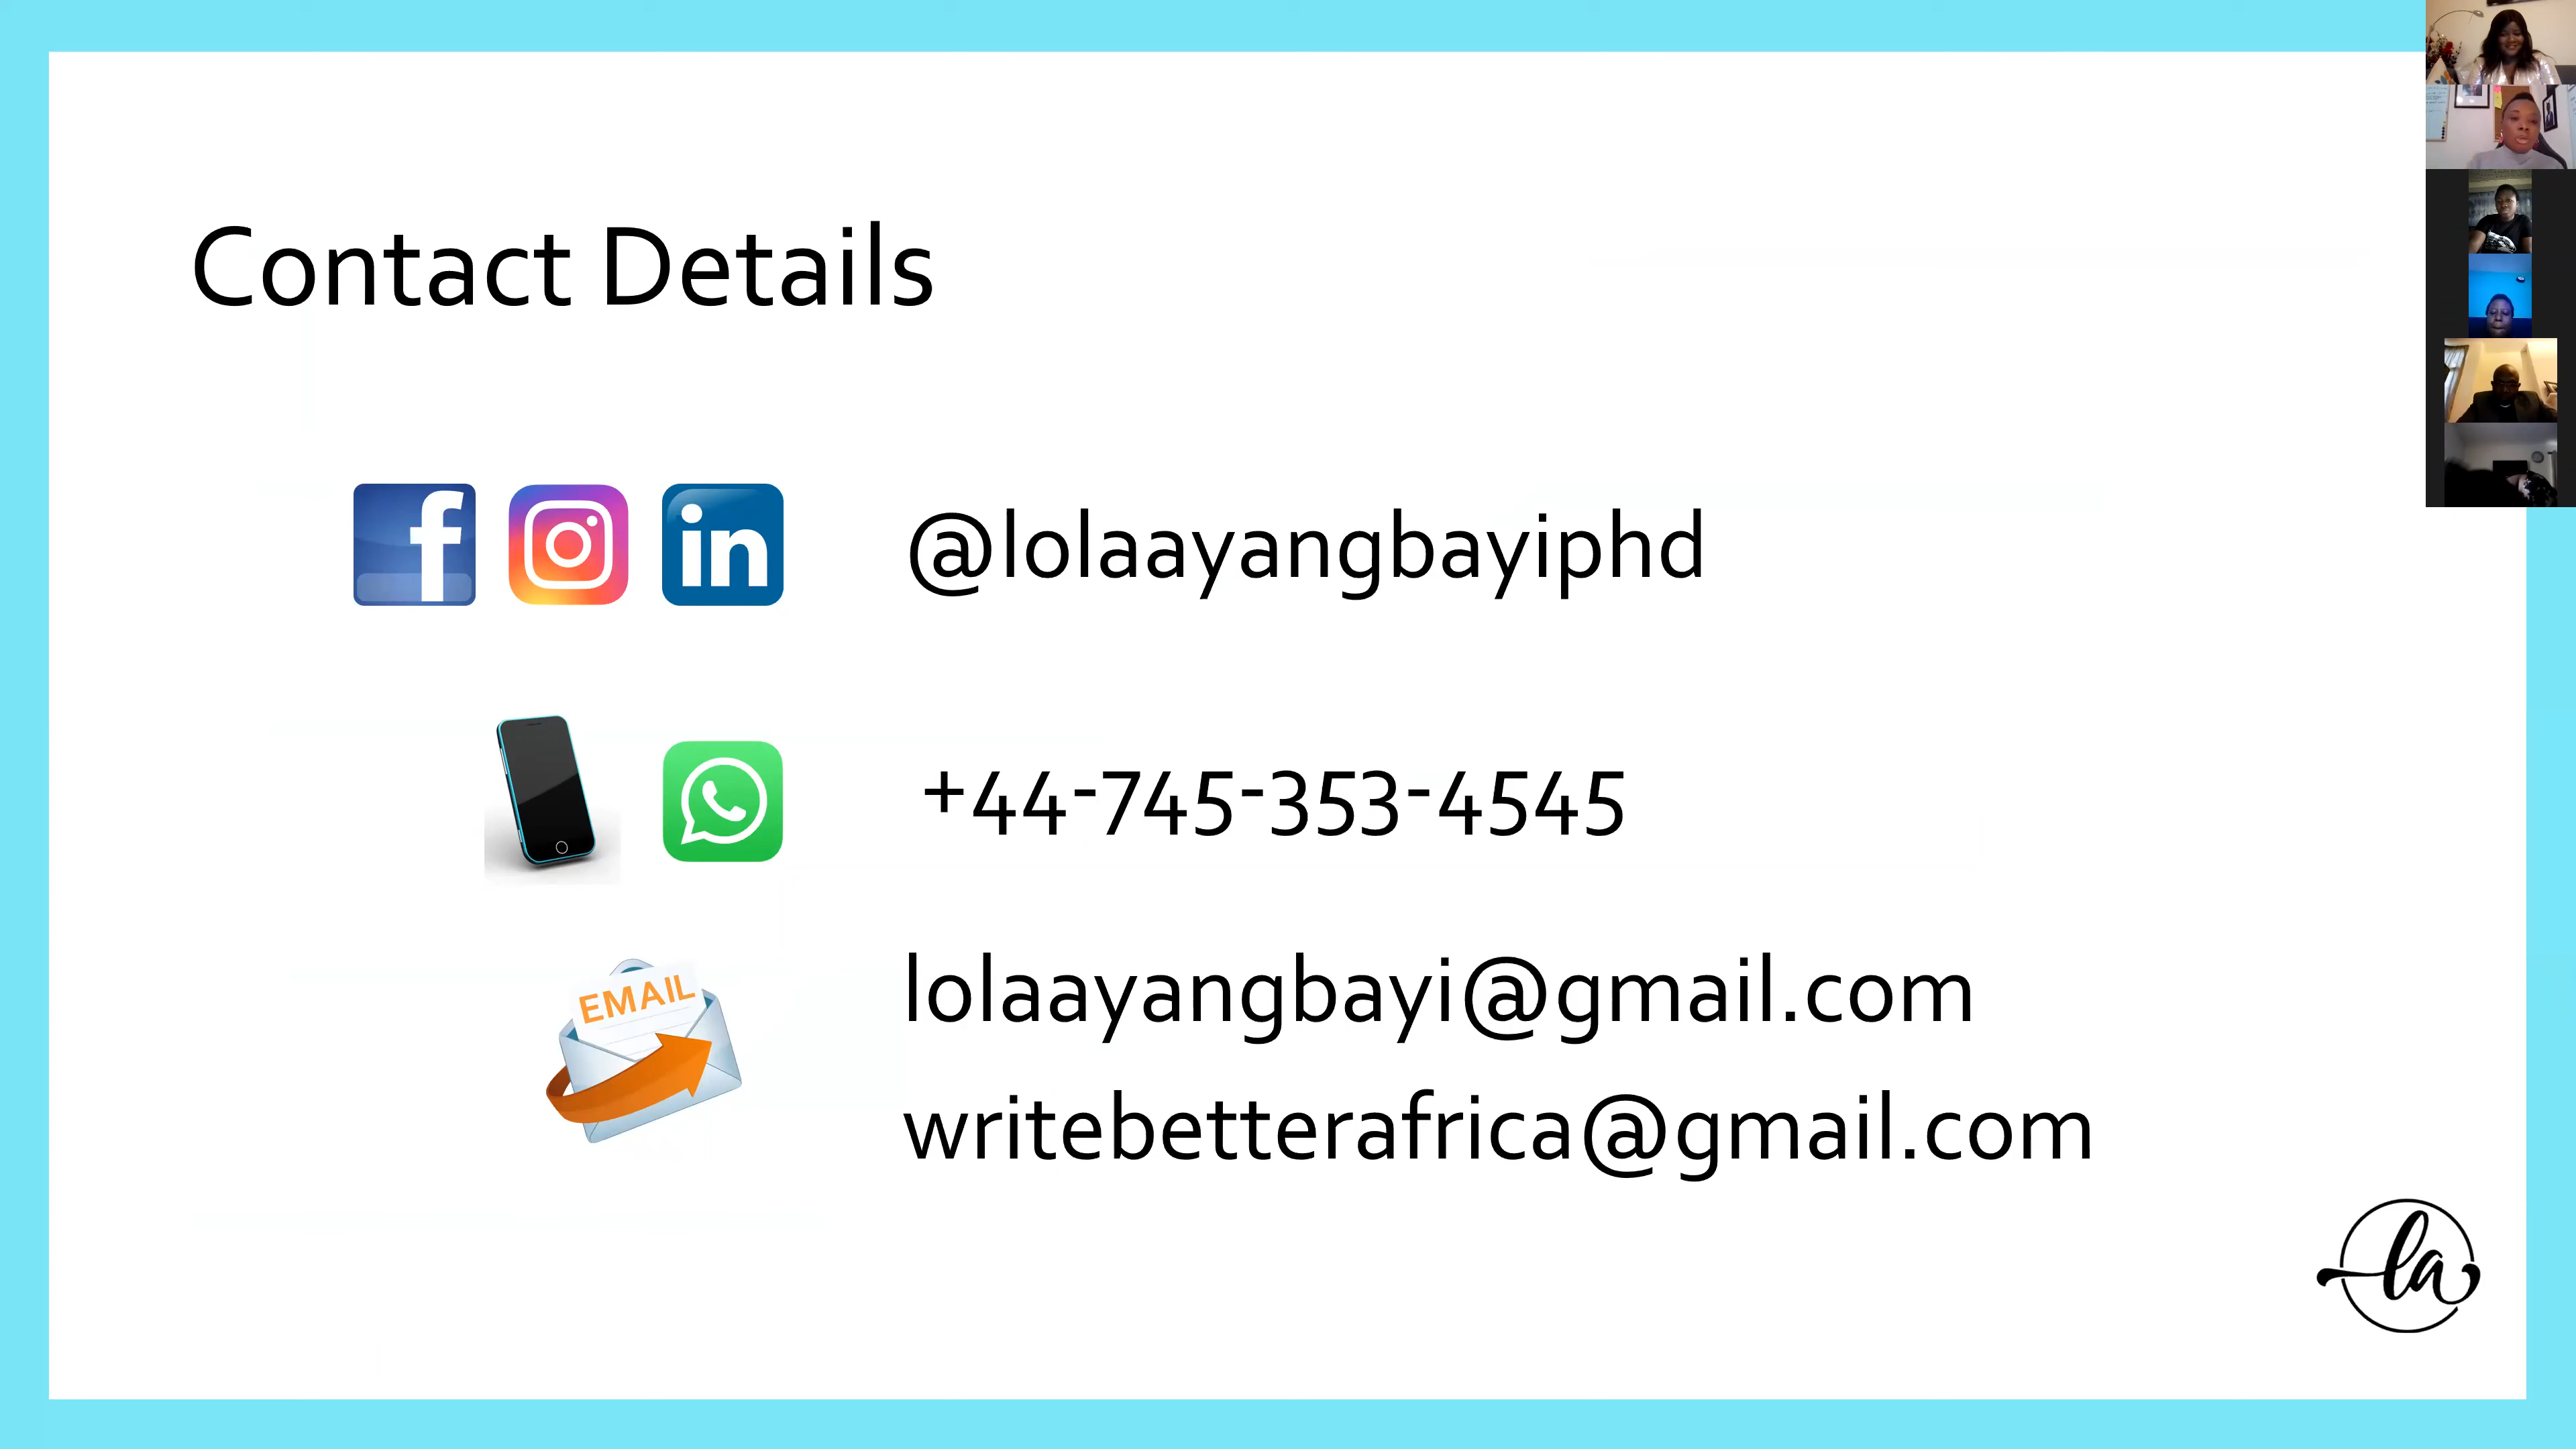 Contact Details
@lolaayangbayiphd
+44-745-353-4545
EMAIL
lolaayangbayi@gmail.com
writebetterafrica@gmail.com
la